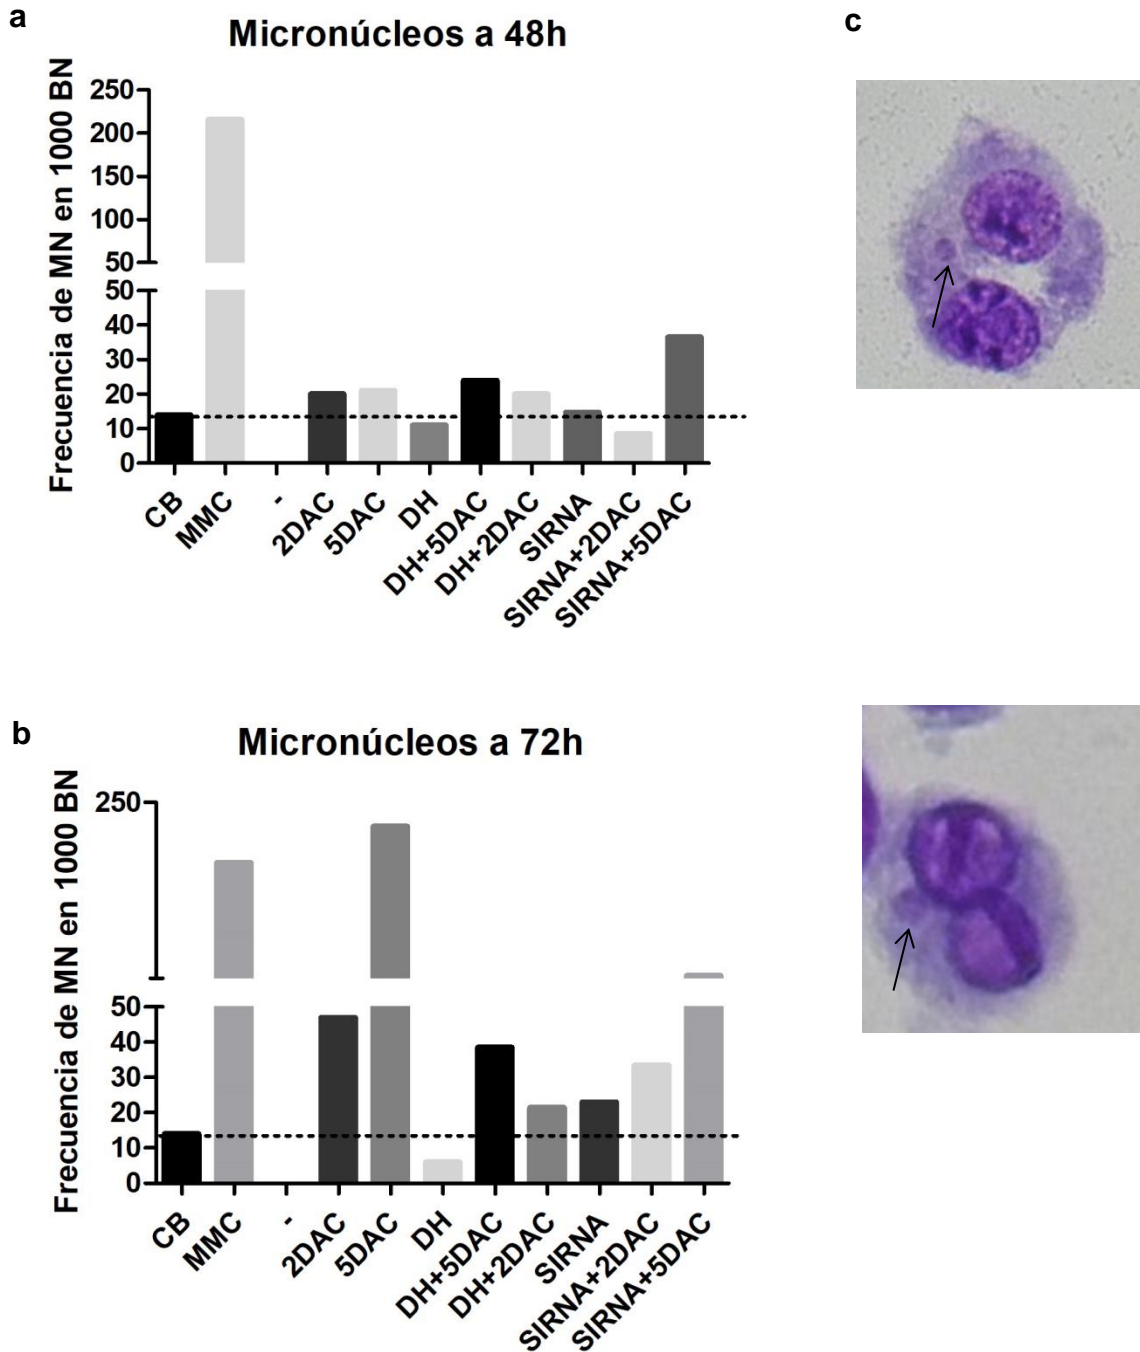 a
Micronúcleos a 48h
Frecuencia de MN en 1000 BN
250
200
150
100
50
50
40
30
20
10
0
CB
MMC
-
2DAC
5DAC
DH
DH+5DAC
DH+2DAC
SIRNA
SIRNA+2DAC
SIRNA+5DAC
c
b
Micronúcleos a 72h
Frecuencia de MN en 1000 BN
250
50
40
30
20
10
0
CB
MMC
-
2DAC
5DAC
DH
DH+5DAC
DH+2DAC
SIRNA
SIRNA+2DAC
SIRNA+5DAC